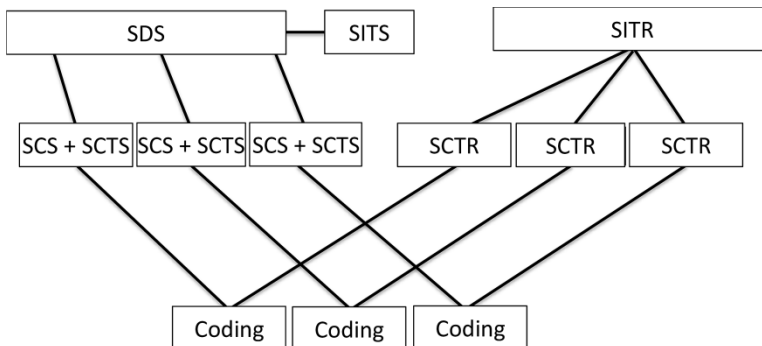 SDS
SITS
SITR
SCS + SCTS
SCS + SCTS
SCS + SCTS
SCTR
SCTR
SCTR
Coding
Coding
Coding